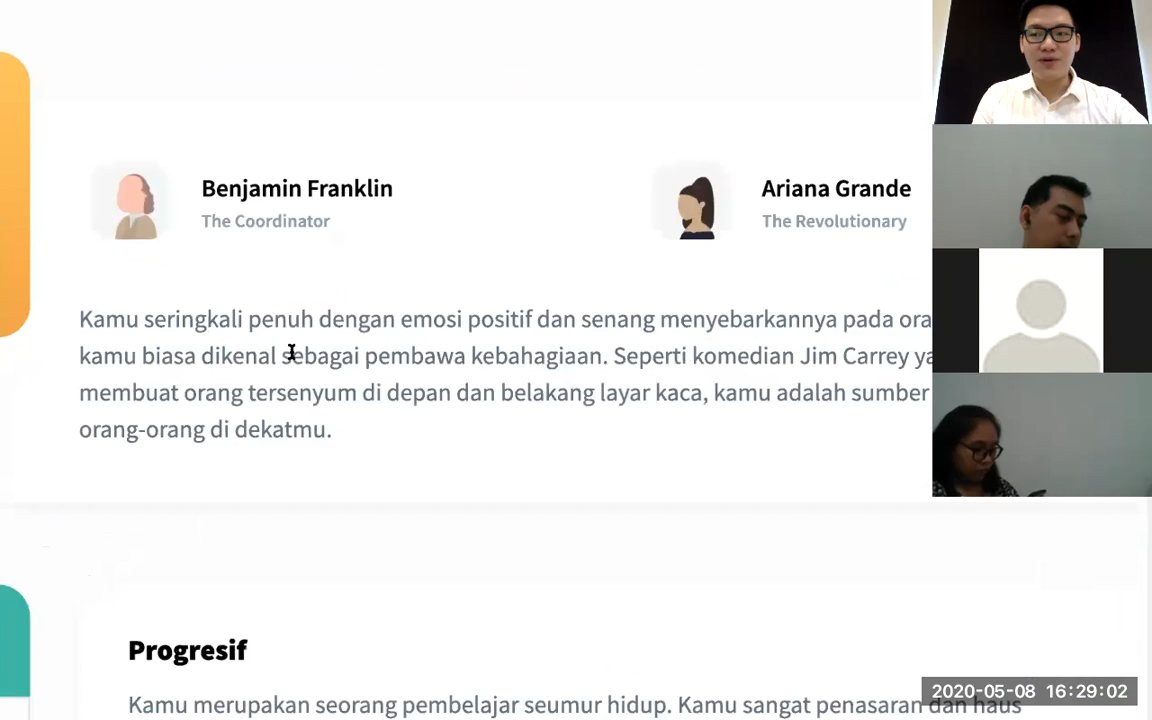 Benjamin Franklin
The Coordinator
Ariana Grande
The Revolutionary
Kamu seringkali penuh dengan emosi positif dan senang menyebarkannya pada
kamu biasa dikenal sebagai pembawa kebahagiaan. Seperti komedian Jim Carrey
membuat orang tersenyum di depan dan belakang layar kaca, kamu adalah sumber
orang-orang di dekatmu.
Progresif
Kamu merupakan seorang pembelajar seumur hidup. Kamu sangat penasaran dan haus
2020-05-08 16:29:02